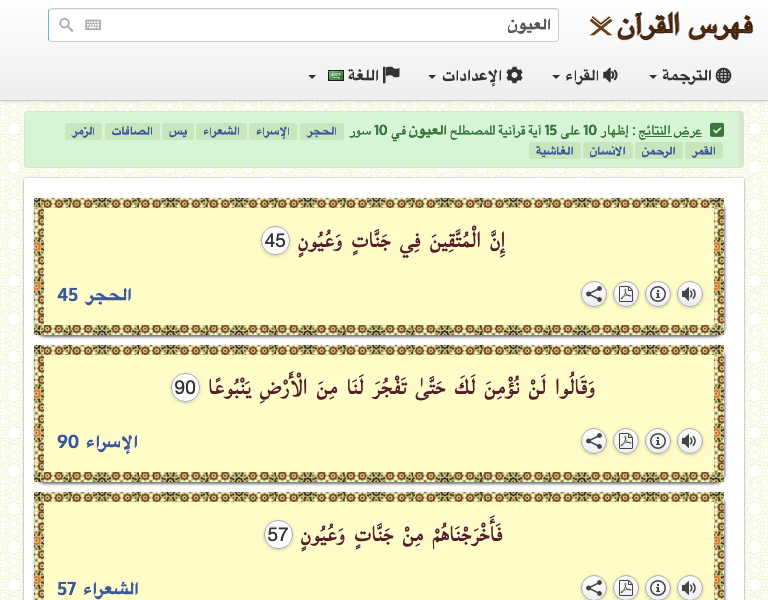 فهرس القرآن
العيون
الترجمة القراء الإعدادات اللغة
عرض النتائج : إظهار 10 على 15 آية قرآنية للمصطلح العيون في 10 سور الحجر الإسراء الشعراء يس الصافات الزمر
القمر الرحمن الانسان الغاشية
إِنَّ الْمُتَّقِينَ فِي جَنَّاتٍ وَعُيُونٍ 45
الحجر 45
وَقَالُوا لَنْ نُؤْمِنَ لَكَ حَتَّىٰ تَفْجُرَ لَنَا مِنَ الْأَرْضِ يَنْبُوعًا 90
الإسراء 90
فَأَخْرَجْنَاهُمْ مِنْ جَنَّاتٍ وَعُيُونٍ 57
الشعراء 57